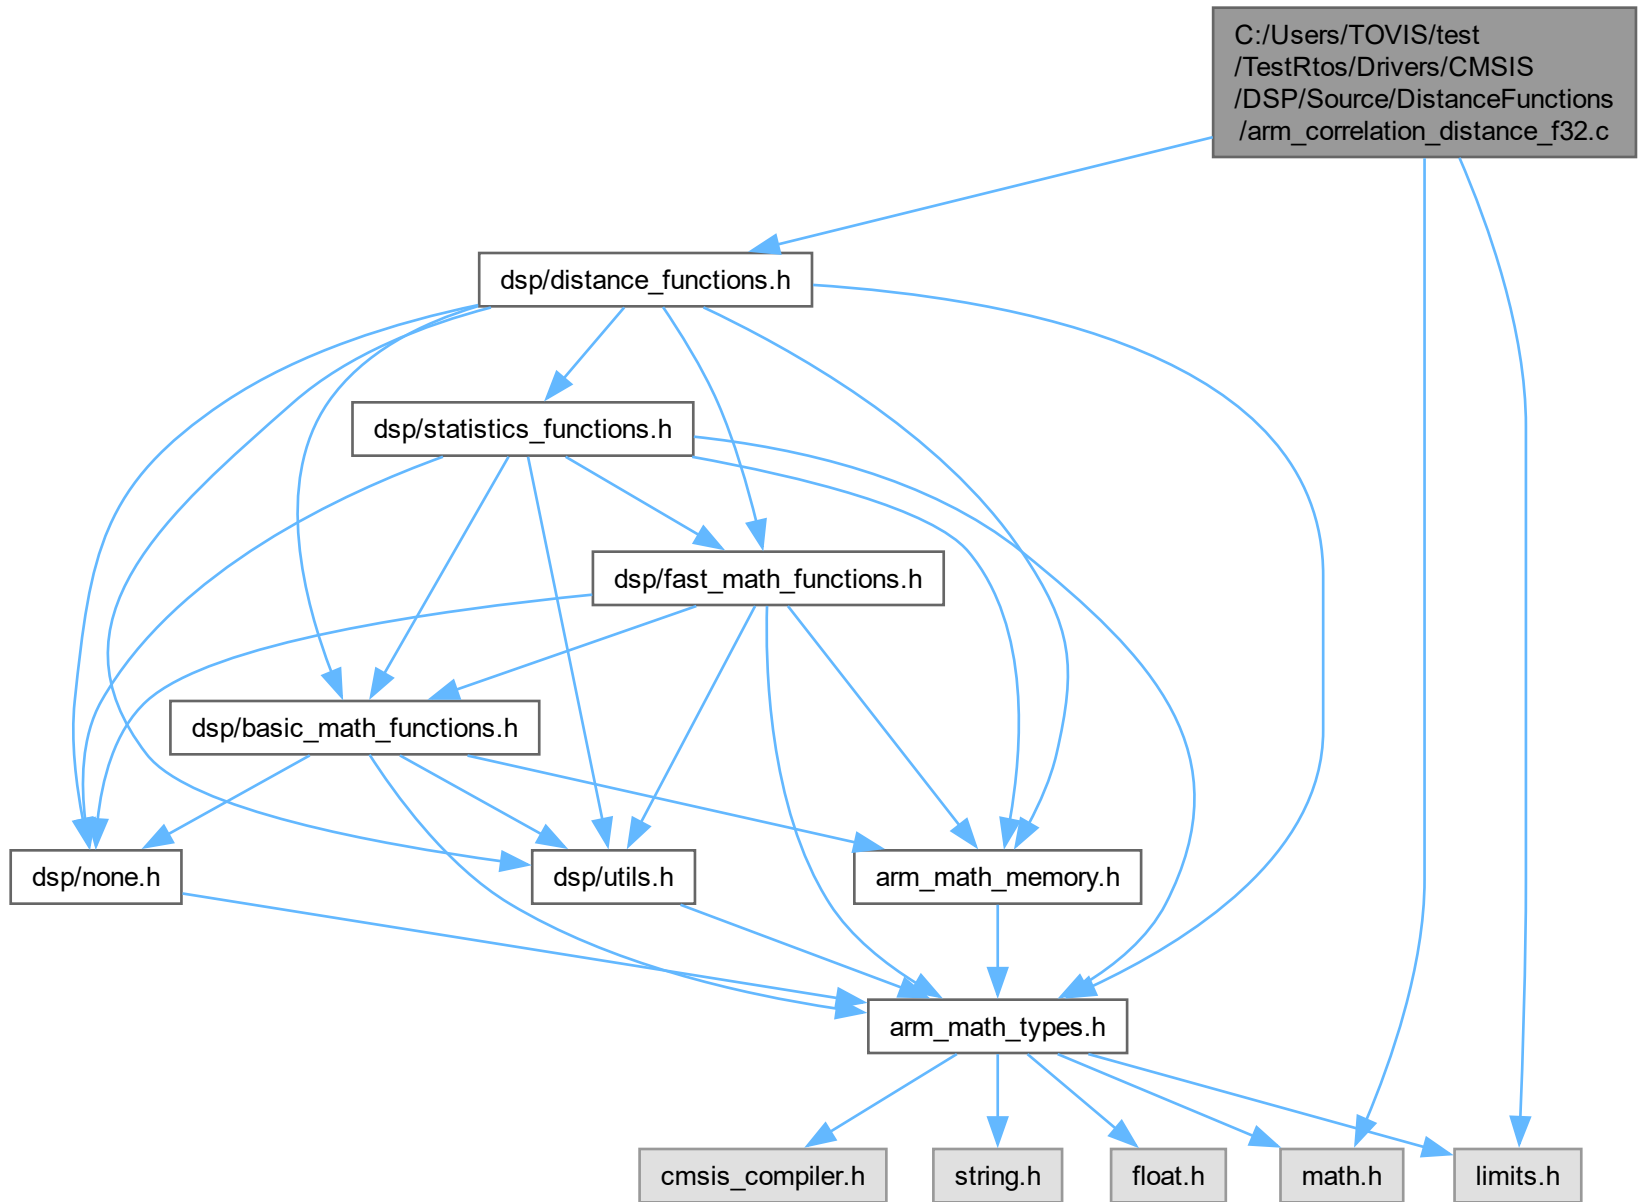 C:/Users/TOVIS/test
/TestRtos/Drivers/CMSIS
/DSP/Source/DistanceFunctions
/arm_correlation_distance_f32.c
dsp/distance_functions.h
dsp/statistics_functions.h
dsp/fast_math_functions.h
dsp/basic_math_functions.h
dsp/none.h
dsp/utils.h
arm_math_memory.h
arm_math_types.h
cmsis_compiler.h
string.h
float.h
math.h
limits.h